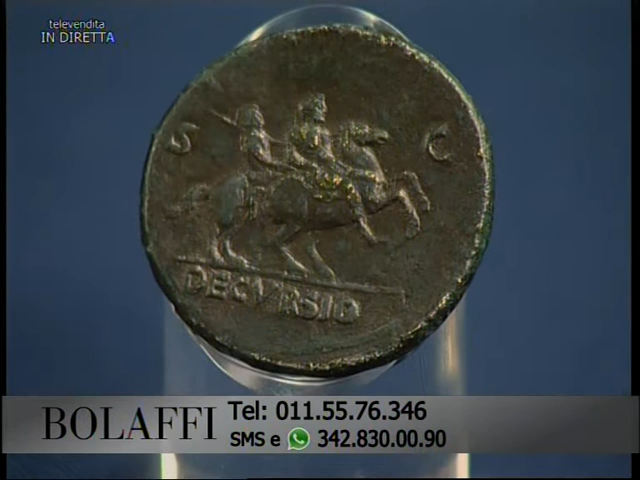 televendita
IN DIRETTA
S C
DECVRSIO
BOLAFFI
Tel: 011.55.76.346
SMS e 342.830.00.90